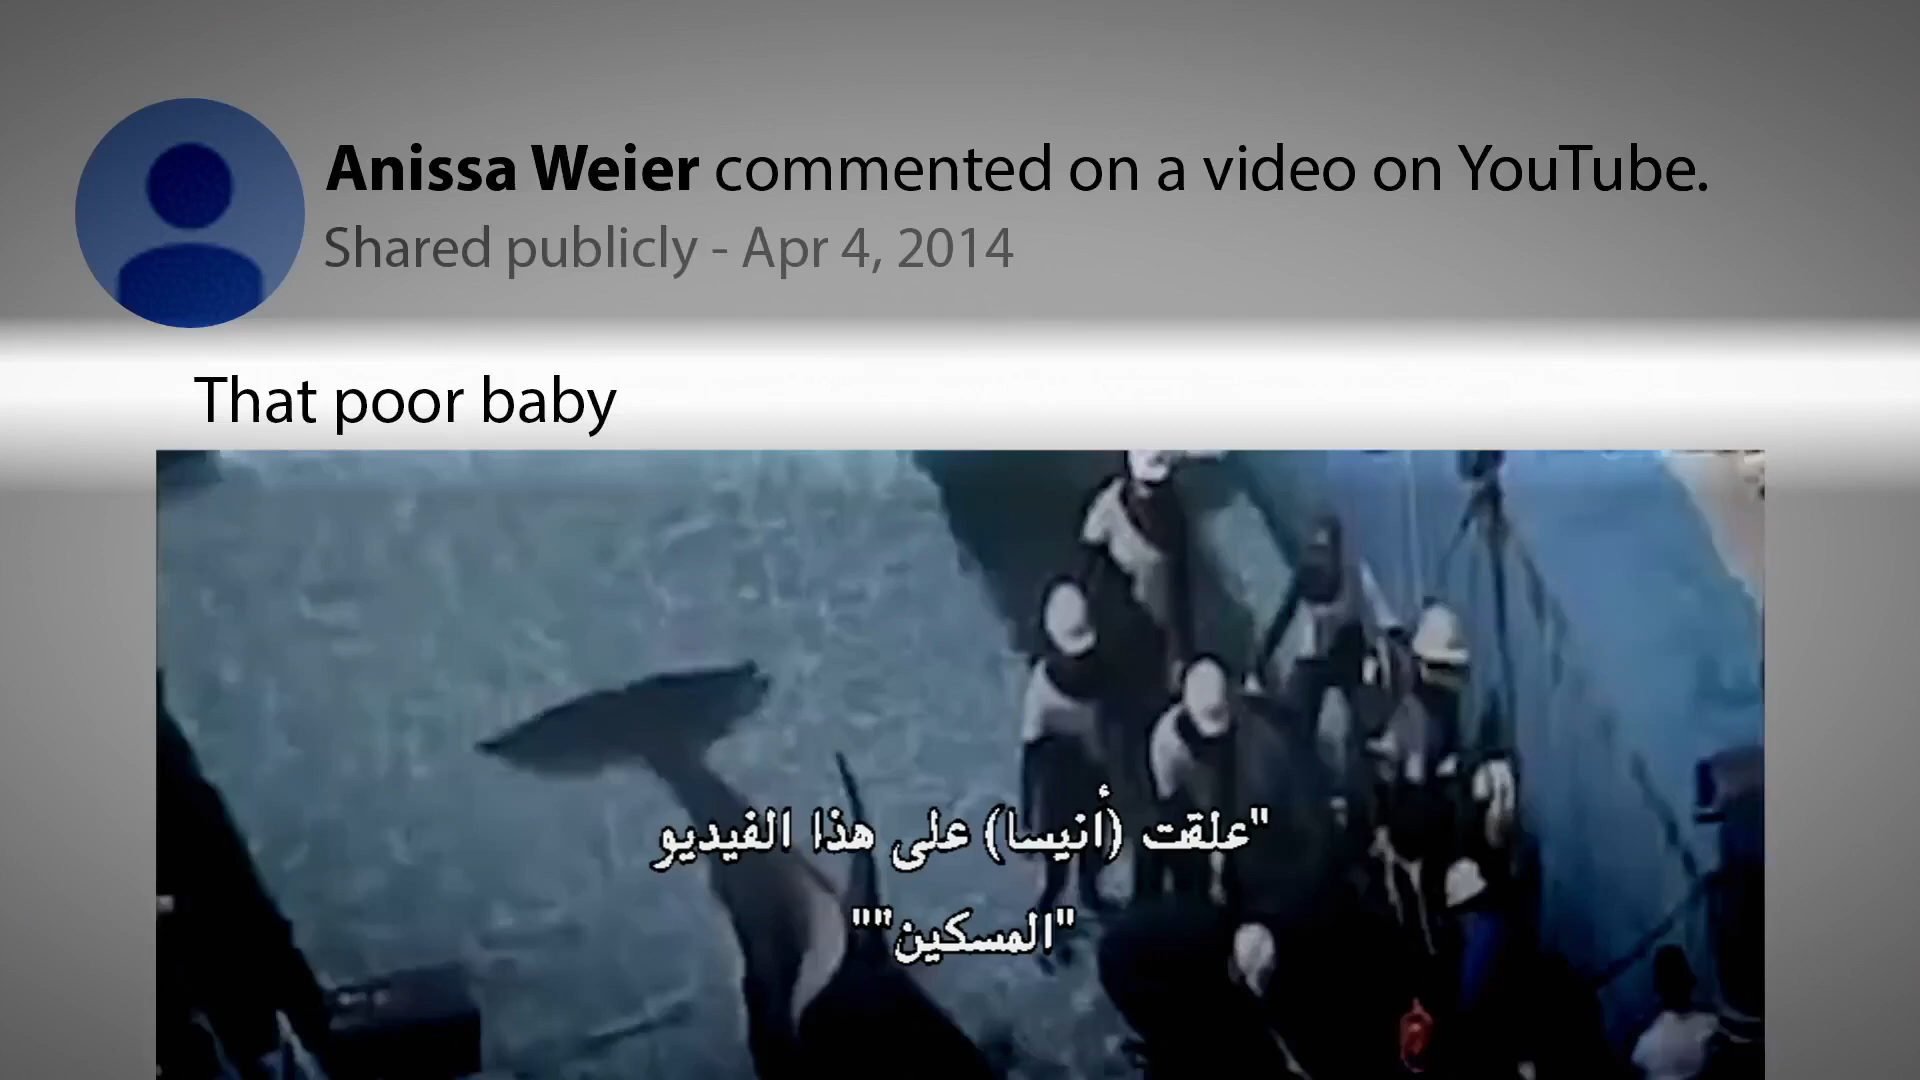 Anissa Weier commented on a video on YouTube.
Shared publicly - Apr 4, 2014
That poor baby
"علقت (أنيسا) على هذا الفيديو
"المسكين""